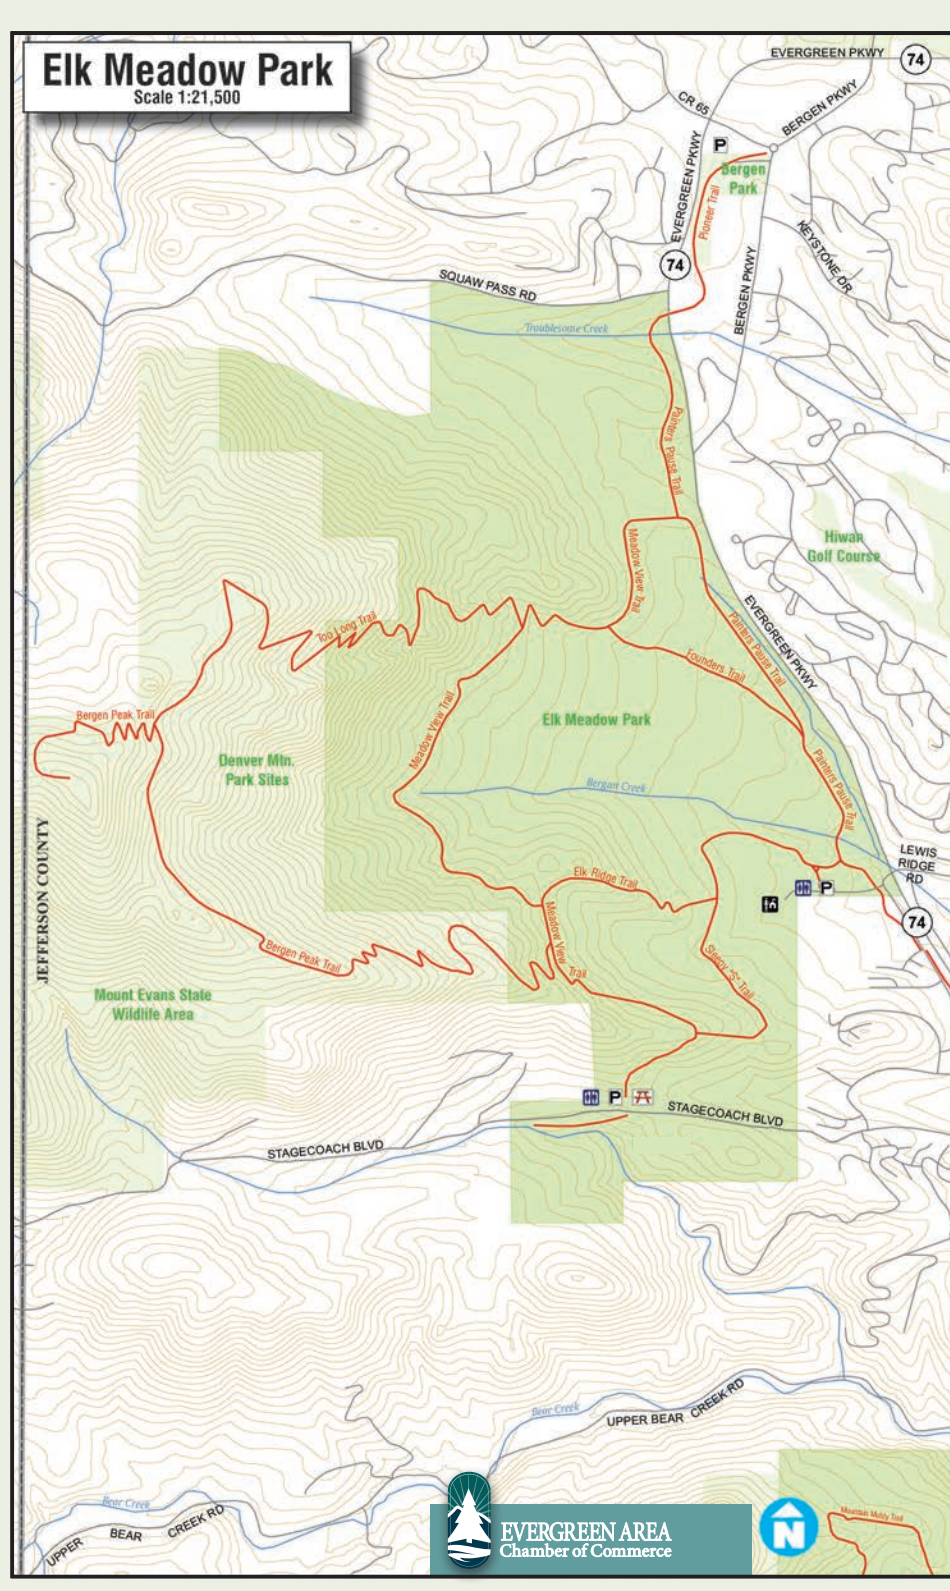 Elk Meadow Park
Scale 1:21,500
EVERGREEN PKWY
74
CR 65
BERGEN PKWY
P
Bergen
Park
EVERGREEN PKWY
Pioneer Trail
KEYSTONE DR
74
BERGEN PKWY
SQUAW PASS RD
Troublesome Creek
Painters Pause Trail
Hiwan
Golf Course
Meadow View Trail
EVERGREEN PKWY
Painters Pause Trail
Too Long Trail
Founders Trail
Meadow View Trail
Elk Meadow Park
Bergen Peak Trail
Denver Mtn.
Park Sites
Painters Pause Trail
Bergen Creek
JEFFERSON COUNTY
LEWIS
RIDGE
RD
Elk Ridge Trail
P
74
Meadow View
Trail
Bergen Peak Trail
Sleepy "S" Trail
Mount Evans State
Wildlife Area
P
STAGECOACH BLVD
STAGECOACH BLVD
Bear Creek
UPPER BEAR CREEK RD
Bear Creek
UPPER BEAR CREEK RD
Mountain Muhly Trail
EVERGREEN AREA
Chamber of Commerce
N